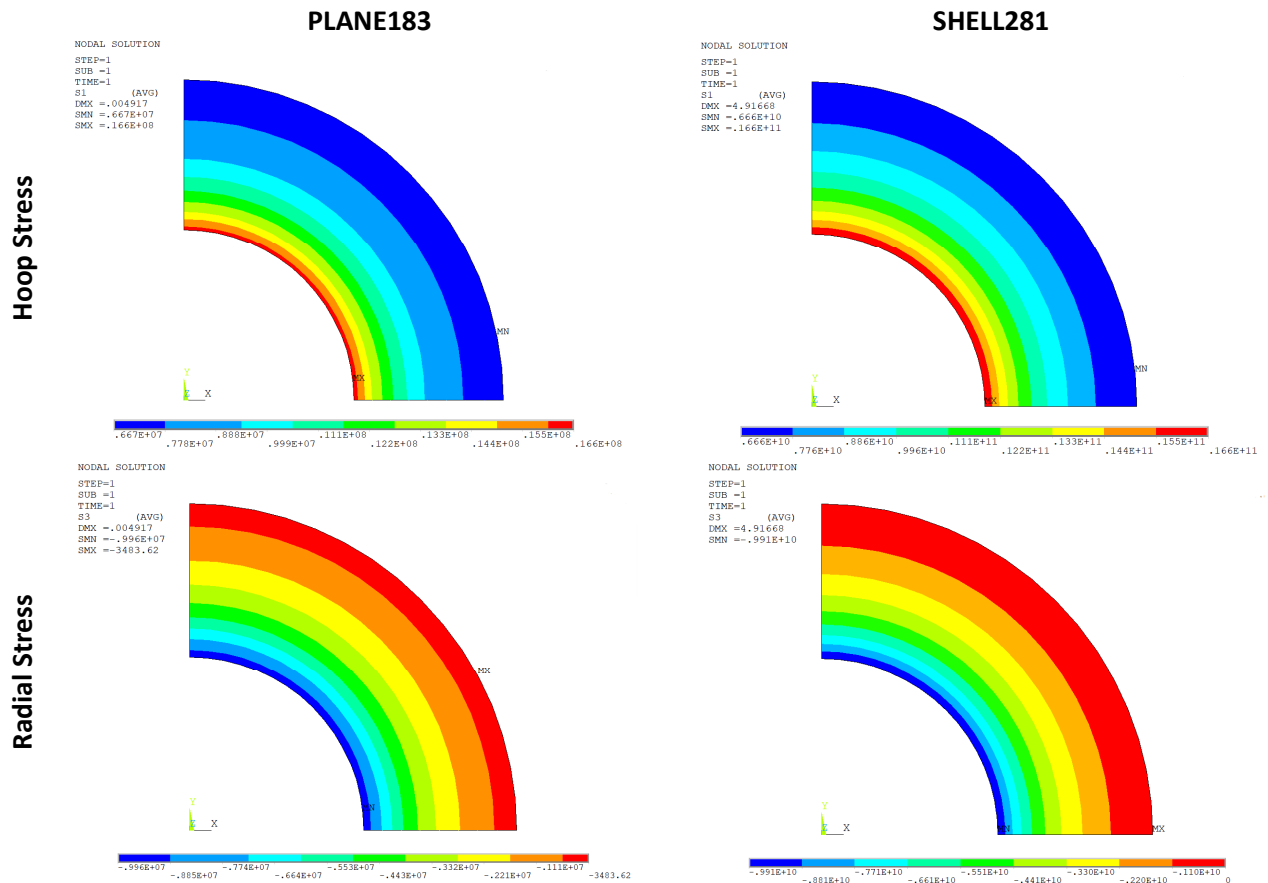 PLANE183
SHELL281
Hoop Stress
NODAL SOLUTION
STEP=1
SUB =1
TIME=1
S1 (AVG)
DMX =.004917
SMN =.667E+07
SMX =.166E+08
MN
MX
Y
Z X
.667E+07 .888E+07 .111E+08 .133E+08 .155E+08
.778E+07 .999E+07 .122E+08 .144E+08 .166E+08
NODAL SOLUTION
STEP=1
SUB =1
TIME=1
S1 (AVG)
DMX =4.91668
SMN =.666E+10
SMX =.166E+11
MN
MX
Y
Z X
.666E+10 .886E+10 .111E+11 .133E+11 .155E+11
.776E+10 .996E+10 .122E+11 .144E+11 .166E+11
Radial Stress
NODAL SOLUTION
STEP=1
SUB =1
TIME=1
S3 (AVG)
DMX =.004917
SMN =-.996E+07
SMX =-3483.62
MX
MN
Y
Z X
-.996E+07 -.774E+07 -.553E+07 -.332E+07 -.111E+07
-.885E+07 -.664E+07 -.443E+07 -.221E+07 -3483.62
NODAL SOLUTION
STEP=1
SUB =1
TIME=1
S3 (AVG)
DMX =4.91668
SMN =-.991E+10
MN
MX
Y
Z X
-.991E+10 -.771E+10 -.551E+10 -.330E+10 -.110E+10
-.881E+10 -.661E+10 -.441E+10 -.220E+10 0